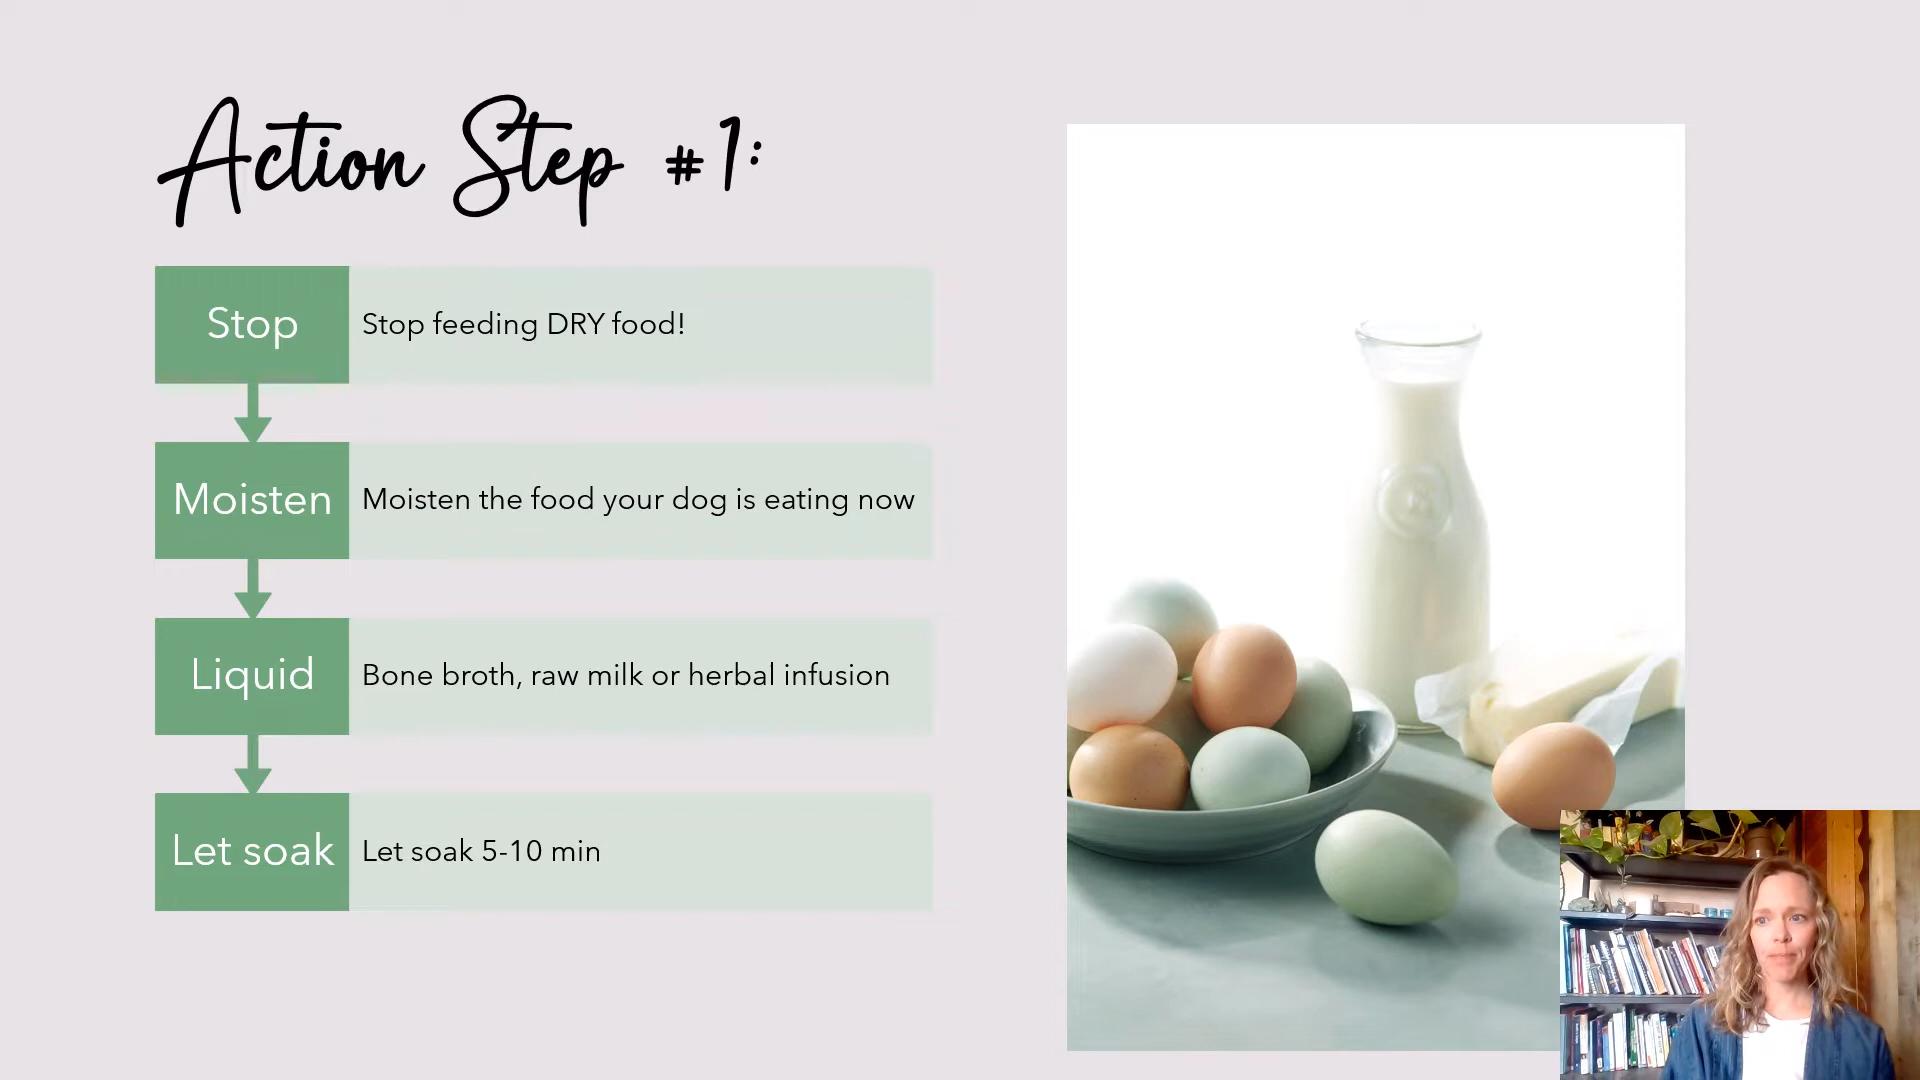 Action Step #1:
Stop
Stop feeding DRY food!
Moisten
Moisten the food your dog is eating now
Liquid
Bone broth, raw milk or herbal infusion
Let soak
Let soak 5-10 min